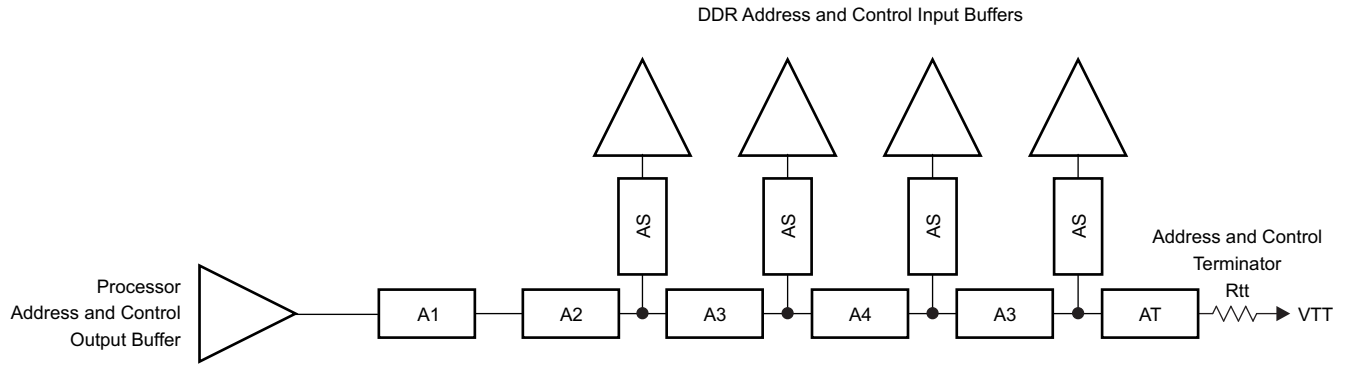 DDR Address and Control Input Buffers
AS
AS
AS
AS
Address and Control
Terminator
Rtt
Processor
Address and Control
Output Buffer
A1
A2
A3
A4
A3
AT
VTT